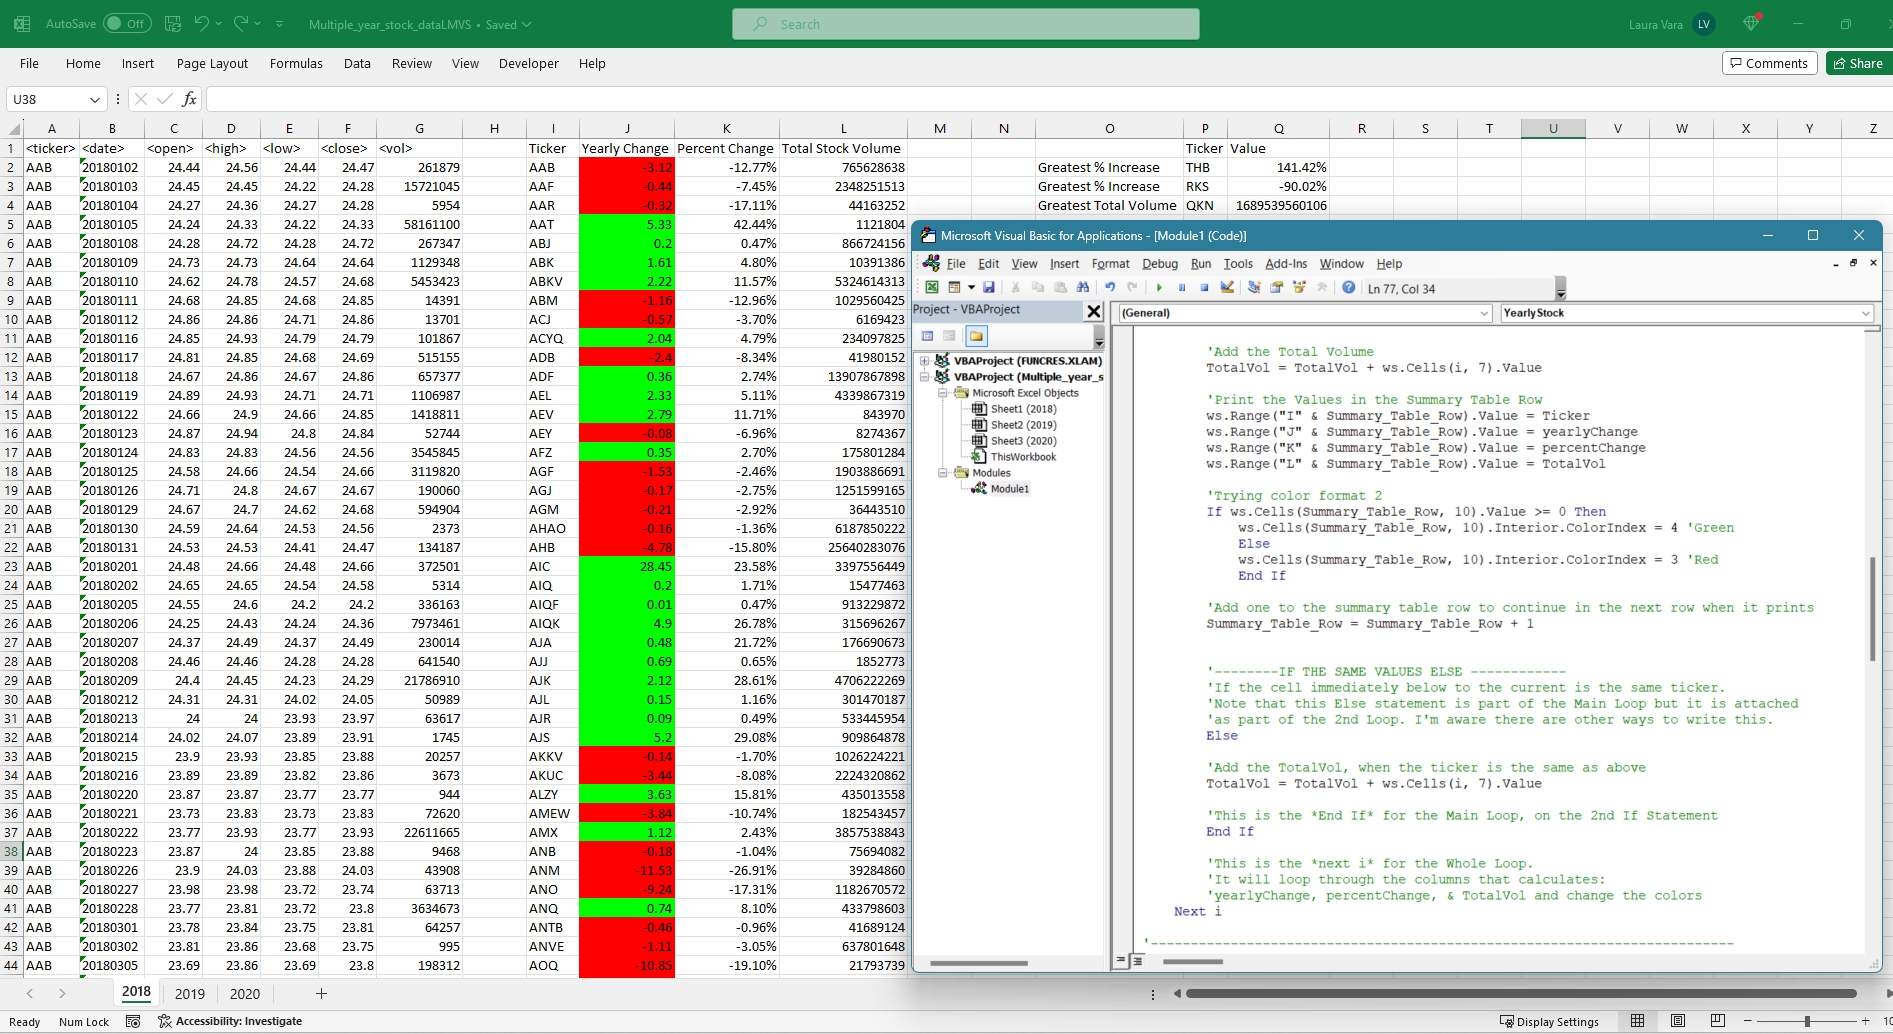 AutoSave Off Multiple_year_stock_dataLMVS • Saved Search Laura Vara LV
File Home Insert Page Layout Formulas Data Review View Developer Help Comments Share
U38 fx
A B C D E F G H I J K L M N O P Q R S T U V W X Y Z
1 <ticker> <date> <open> <high> <low> <close> <vol> Ticker Yearly Change Percent Change Total Stock Volume Ticker Value
2 AAB 20180102 24.44 24.56 24.44 24.47 261879 AAB -3.12 -12.77% 765628638 Greatest % Increase THB 141.42%
3 AAB 20180103 24.45 24.45 24.22 24.28 15721045 AAF -0.44 -7.45% 2348251513 Greatest % Increase RKS -90.02%
4 AAB 20180104 24.27 24.36 24.27 24.28 5954 AAR -0.32 -17.11% 44163252 Greatest Total Volume QKN 1689539560106
5 AAB 20180105 24.24 24.33 24.22 24.33 58161100 AAT 5.33 42.44% 1121804
6 AAB 20180108 24.28 24.72 24.28 24.72 267347 ABJ 0.2 0.47% 866724156
7 AAB 20180109 24.73 24.73 24.64 24.64 1129348 ABK 1.61 4.80% 10391386
8 AAB 20180110 24.62 24.78 24.57 24.68 5453423 ABKV 2.22 11.57% 5324614313
9 AAB 20180111 24.68 24.85 24.68 24.85 14391 ABM -1.16 -12.96% 1029560425
10 AAB 20180112 24.86 24.86 24.71 24.86 13701 ACJ -0.57 -3.70% 6169423
11 AAB 20180116 24.85 24.93 24.79 24.79 101867 ACYQ 2.04 4.79% 234097825
12 AAB 20180117 24.81 24.85 24.68 24.69 515155 ADB -2.4 -8.34% 41980152
13 AAB 20180118 24.67 24.86 24.67 24.86 657377 ADF 0.36 2.74% 13907867898
14 AAB 20180119 24.89 24.93 24.71 24.71 1106987 AEL 2.33 5.11% 4339867319
15 AAB 20180122 24.66 24.9 24.66 24.85 1418811 AEV 2.79 11.71% 843970
16 AAB 20180123 24.87 24.94 24.8 24.84 52744 AEY -0.08 -6.96% 8274367
17 AAB 20180124 24.83 24.83 24.56 24.56 3545845 AFZ 0.35 2.70% 175801284
18 AAB 20180125 24.58 24.66 24.54 24.66 3119820 AGF -1.53 -2.46% 1903886691
19 AAB 20180126 24.71 24.8 24.67 24.67 190060 AGJ -0.17 -2.75% 1251599165
20 AAB 20180129 24.67 24.7 24.62 24.68 594904 AGM -0.21 -2.92% 36443510
21 AAB 20180130 24.59 24.64 24.53 24.56 2373 AHAO -0.16 -1.36% 6187850222
22 AAB 20180131 24.53 24.53 24.41 24.47 134187 AHB -4.78 -15.80% 25640283076
23 AAB 20180201 24.48 24.66 24.48 24.66 372501 AIC 28.45 23.58% 3397556449
24 AAB 20180202 24.65 24.65 24.54 24.58 5314 AIQ 0.2 1.71% 15477463
25 AAB 20180205 24.55 24.6 24.2 24.2 336163 AIQF 0.01 0.47% 913229872
26 AAB 20180206 24.25 24.43 24.24 24.36 7973461 AIQK 4.9 26.78% 315696267
27 AAB 20180207 24.37 24.49 24.37 24.49 230014 AJA 0.48 21.72% 176690673
28 AAB 20180208 24.46 24.46 24.28 24.28 641540 AJJ 0.69 0.65% 1852773
29 AAB 20180209 24.4 24.45 24.23 24.29 21786910 AJK 2.12 28.61% 4706222269
30 AAB 20180212 24.31 24.31 24.02 24.05 50989 AJL 0.15 1.16% 301470187
31 AAB 20180213 24 24 23.93 23.97 63617 AJR 0.09 0.49% 533445954
32 AAB 20180214 24.02 24.07 23.89 23.91 1745 AJS 5.2 29.08% 909864878
33 AAB 20180215 23.9 23.93 23.85 23.88 20257 AKKV -0.14 -1.70% 1026224221
34 AAB 20180216 23.89 23.89 23.82 23.86 3673 AKUC -3.44 -8.08% 2224320862
35 AAB 20180220 23.87 23.87 23.77 23.77 944 ALZY 3.63 15.81% 435013558
36 AAB 20180221 23.73 23.83 23.73 23.83 72620 AMEW -3.84 -10.74% 182543457
37 AAB 20180222 23.77 23.93 23.77 23.93 22611665 AMX 1.12 2.43% 3857538843
38 AAB 20180223 23.87 24 23.85 23.88 9468 ANB -0.18 -1.04% 75694082
39 AAB 20180226 23.9 24.03 23.88 24.03 43908 ANM -11.53 -26.91% 39284860
40 AAB 20180227 23.98 23.98 23.72 23.74 63713 ANO -9.24 -17.31% 1182670572
41 AAB 20180228 23.77 23.81 23.72 23.8 3634673 ANQ 0.74 8.10% 433798603
42 AAB 20180301 23.78 23.84 23.75 23.81 64257 ANTB -0.46 -0.96% 41689124
43 AAB 20180302 23.81 23.86 23.68 23.75 995 ANVE -1.11 -3.05% 637801648
44 AAB 20180305 23.69 23.86 23.69 23.8 198312 AOQ -10.85 -19.10% 21793739
Microsoft Visual Basic for Applications - [Module1 (Code)]
File Edit View Insert Format Debug Run Tools Add-Ins Window Help
Ln 77, Col 34
Project - VBAProject
VBAProject (FUNCRES.XLAM)
VBAProject (Multiple_year_s
Microsoft Excel Objects
Sheet1 (2018)
Sheet2 (2019)
Sheet3 (2020)
ThisWorkbook
Modules
Module1
(General) YearlyStock
'Add the Total Volume
TotalVol = TotalVol + ws.Cells(i, 7).Value
'Print the Values in the Summary Table Row
ws.Range("I" & Summary_Table_Row).Value = Ticker
ws.Range("J" & Summary_Table_Row).Value = yearlyChange
ws.Range("K" & Summary_Table_Row).Value = percentChange
ws.Range("L" & Summary_Table_Row).Value = TotalVol
'Trying color format 2
If ws.Cells(Summary_Table_Row, 10).Value >= 0 Then
ws.Cells(Summary_Table_Row, 10).Interior.ColorIndex = 4 'Green
Else
ws.Cells(Summary_Table_Row, 10).Interior.ColorIndex = 3 'Red
End If
'Add one to the summary table row to continue in the next row when it prints
Summary_Table_Row = Summary_Table_Row + 1
'--------IF THE SAME VALUES ELSE ------------
'If the cell immediately below to the current is the same ticker.
'Note that this Else statement is part of the Main Loop but it is attached
'as part of the 2nd Loop. I'm aware there are other ways to write this.
Else
'Add the TotalVol, when the ticker is the same as above
TotalVol = TotalVol + ws.Cells(i, 7).Value
'This is the *End If* for the Main Loop, on the 2nd If Statement
End If
'This is the *next i* for the Whole Loop.
'It will loop through the columns that calculates:
'yearlyChange, percentChange, & TotalVol and change the colors
Next i
'--------------------------------------------------------------------------
2018 2019 2020
Ready Num Lock Accessibility: Investigate Display Settings 10